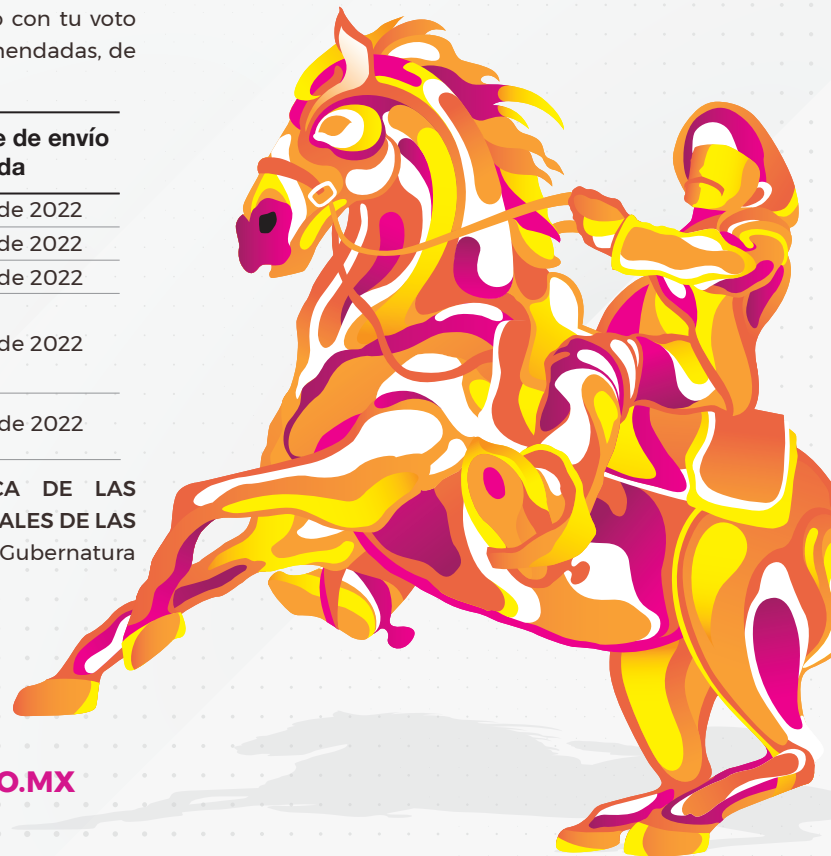 con tu voto
mendadas, de
e de envío
da
de 2022
de 2022
de 2022
de 2022
de 2022
CA DE LAS
ALES DE LAS
Gubernatura
O.MX